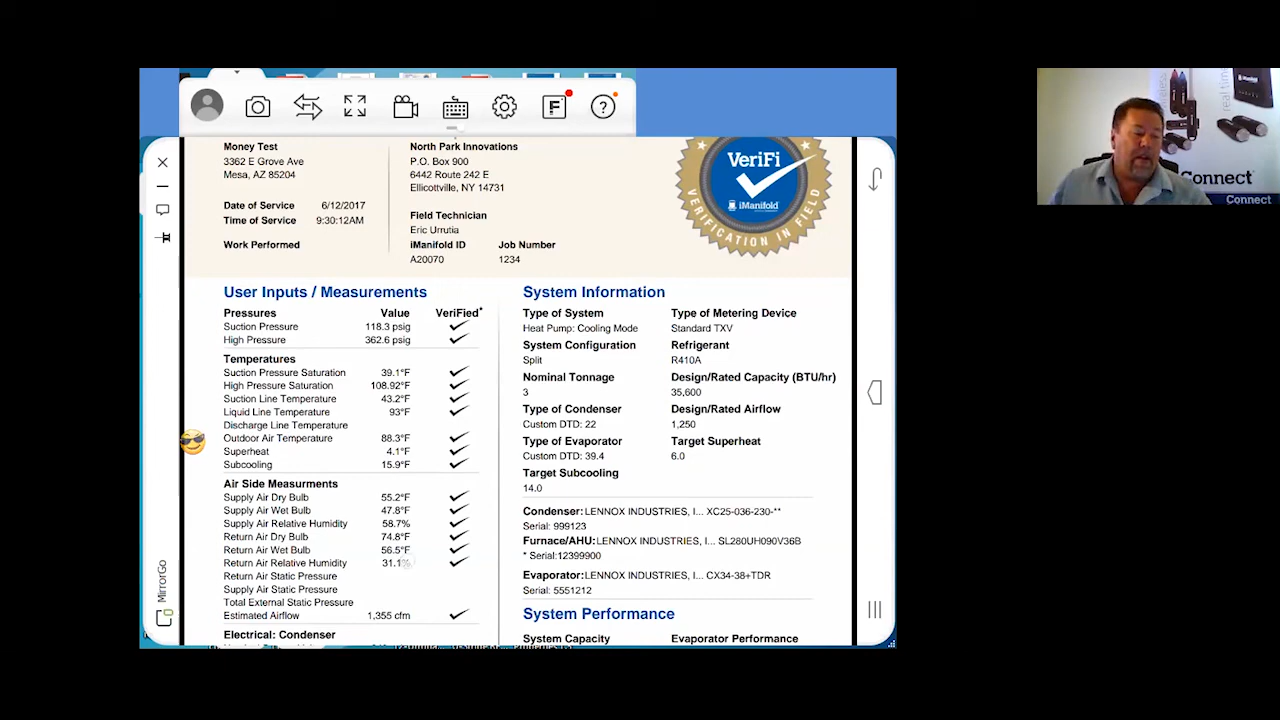 Money Test
3362 E Grove Ave
Mesa, AZ 85204
Date of Service 6/12/2017
Time of Service 9:30:12AM
Work Performed
North Park Innovations
P.O. Box 900
6442 Route 242 E
Ellicottville, NY 14731
Field Technician
Eric Urrutia
iManifold ID Job Number
A20070 1234
VeriFi
iManifold
VERIFICATION IN FIELD
User Inputs / Measurements
Pressures Value VeriFied*
Suction Pressure 118.3 psig
High Pressure 362.6 psig
Temperatures
Suction Pressure Saturation 39.1°F
High Pressure Saturation 108.92°F
Suction Line Temperature 43.2°F
Liquid Line Temperature 93°F
Discharge Line Temperature
Outdoor Air Temperature 88.3°F
Superheat 4.1°F
Subcooling 15.9°F
Air Side Measurments
Supply Air Dry Bulb 55.2°F
Supply Air Wet Bulb 47.8°F
Supply Air Relative Humidity 58.7%
Return Air Dry Bulb 74.8°F
Return Air Wet Bulb 56.5°F
Return Air Relative Humidity 31.1%
Return Air Static Pressure
Supply Air Static Pressure
Total External Static Pressure
Estimated Airflow 1,355 cfm
Electrical: Condenser
System Information
Type of System Type of Metering Device
Heat Pump: Cooling Mode Standard TXV
System Configuration Refrigerant
Split R410A
Nominal Tonnage Design/Rated Capacity (BTU/hr)
3 35,600
Type of Condenser Design/Rated Airflow
Custom DTD: 22 1,250
Type of Evaporator Target Superheat
Custom DTD: 39.4 6.0
Target Subcooling
14.0
Condenser: LENNOX INDUSTRIES, I... XC25-036-230-**
Serial: 999123
Furnace/AHU: LENNOX INDUSTRIES, I... SL280UH090V36B
* Serial:12399900
Evaporator: LENNOX INDUSTRIES, I... CX34-38+TDR
Serial: 5551212
System Performance
System Capacity Evaporator Performance
MirrorGo
real time
Connect
Connect